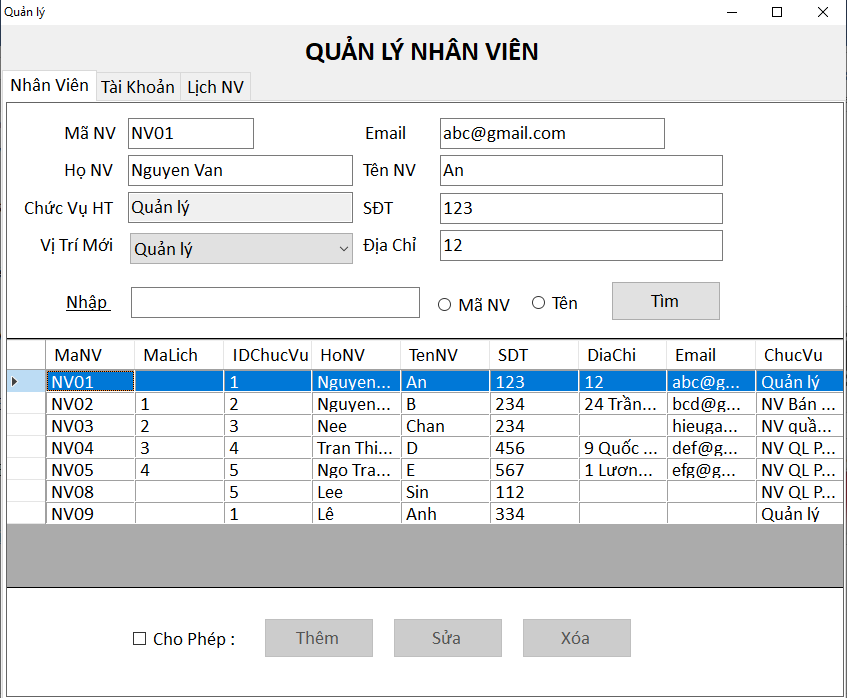 Quản lý
QUẢN LÝ NHÂN VIÊN
Nhân Viên Tài Khoản Lịch NV
Mã NV NV01 Email abc@gmail.com
Họ NV Nguyen Van Tên NV An
Chức Vụ HT Quản lý SĐT 123
Vị Trí Mới Quản lý Địa Chỉ 12
Nhập Mã NV Tên Tìm
MaNV MaLich IDChucVu HoNV TenNV SDT DiaChi Email ChucVu
NV01 1 Nguyen... An 123 12 abc@g... Quản lý
NV02 1 2 Nguyen... B 234 24 Trần... bcd@g... NV Bán ...
NV03 2 3 Nee Chan 234 hieuga... NV quầ...
NV04 3 4 Tran Thi... D 456 9 Quốc ... def@g... NV QL P...
NV05 4 5 Ngo Tra... E 567 1 Lươn... efg@g... NV QL P...
NV08 5 Lee Sin 112 NV QL P...
NV09 1 Lê Anh 334 Quản lý
Cho Phép : Thêm Sửa Xóa